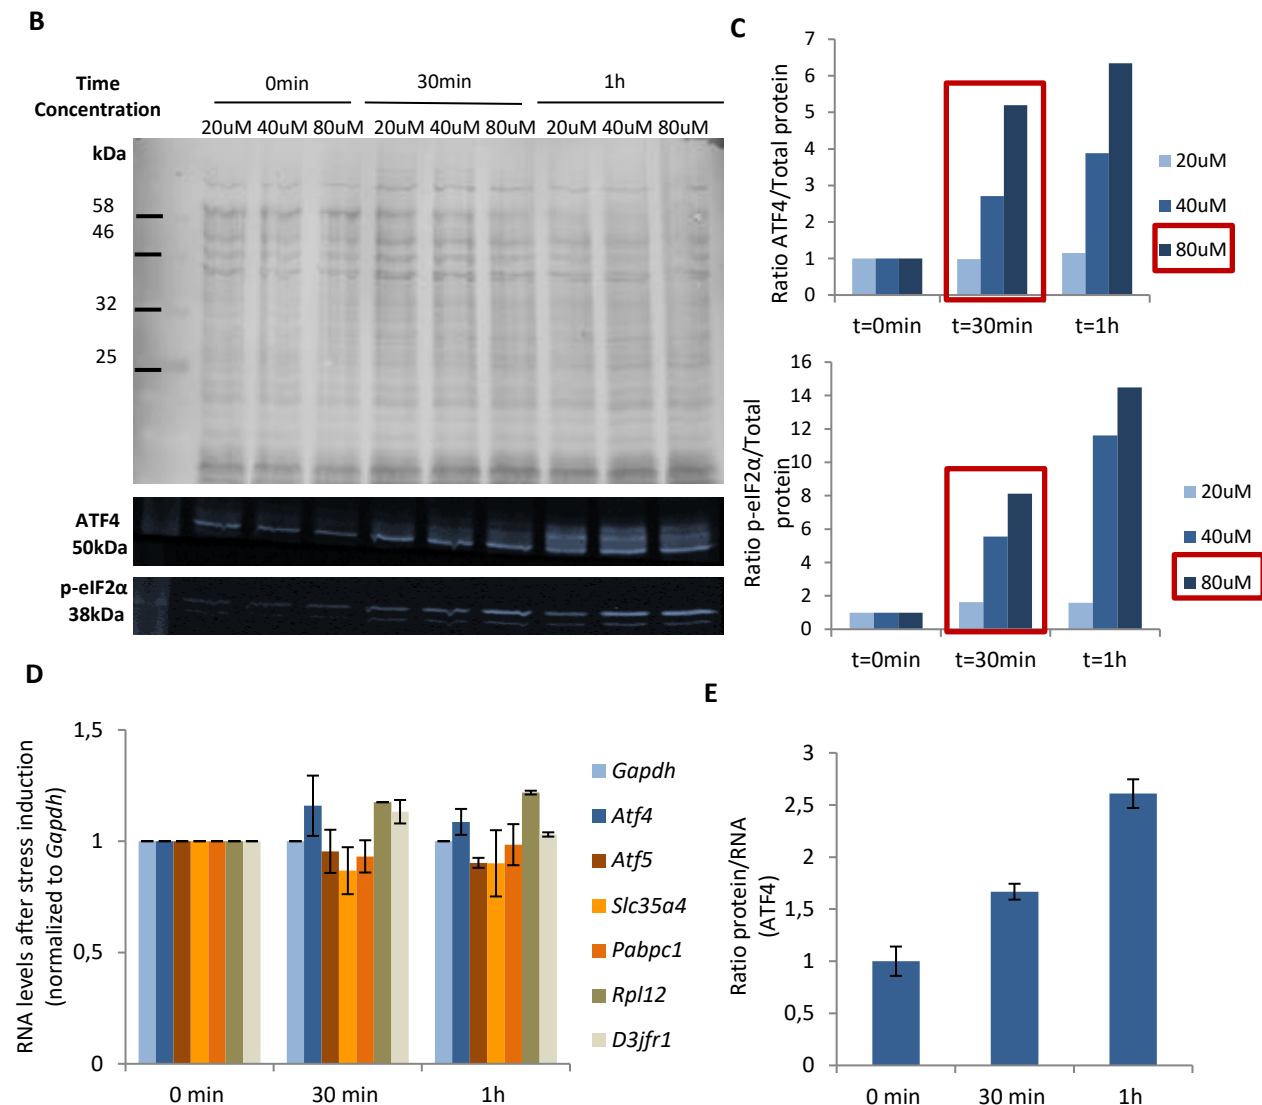 B
Time
Concentration
0min
30min
1h
20uM 40uM 80uM 20uM 40uM 80uM 20uM 40uM 80uM
kDa
58
46
32
25
ATF4
50kDa
p-eIF2α
38kDa
C
Ratio ATF4/Total protein
7
6
5
4
3
2
1
0
t=0min
t=30min
t=1h
20uM
40uM
80uM
Ratio p-eIF2α/Total
protein
16
14
12
10
8
6
4
2
0
t=0min
t=30min
t=1h
20uM
40uM
80uM
D
RNA levels after stress induction
(normalized to Gapdh)
1,5
1
0,5
0
0 min
30 min
1h
Gapdh
Atf4
Atf5
Slc35a4
Pabpc1
Rpl12
D3jfr1
E
Ratio protein/RNA
(ATF4)
3
2,5
2
1,5
1
0,5
0
0 min
30 min
1h